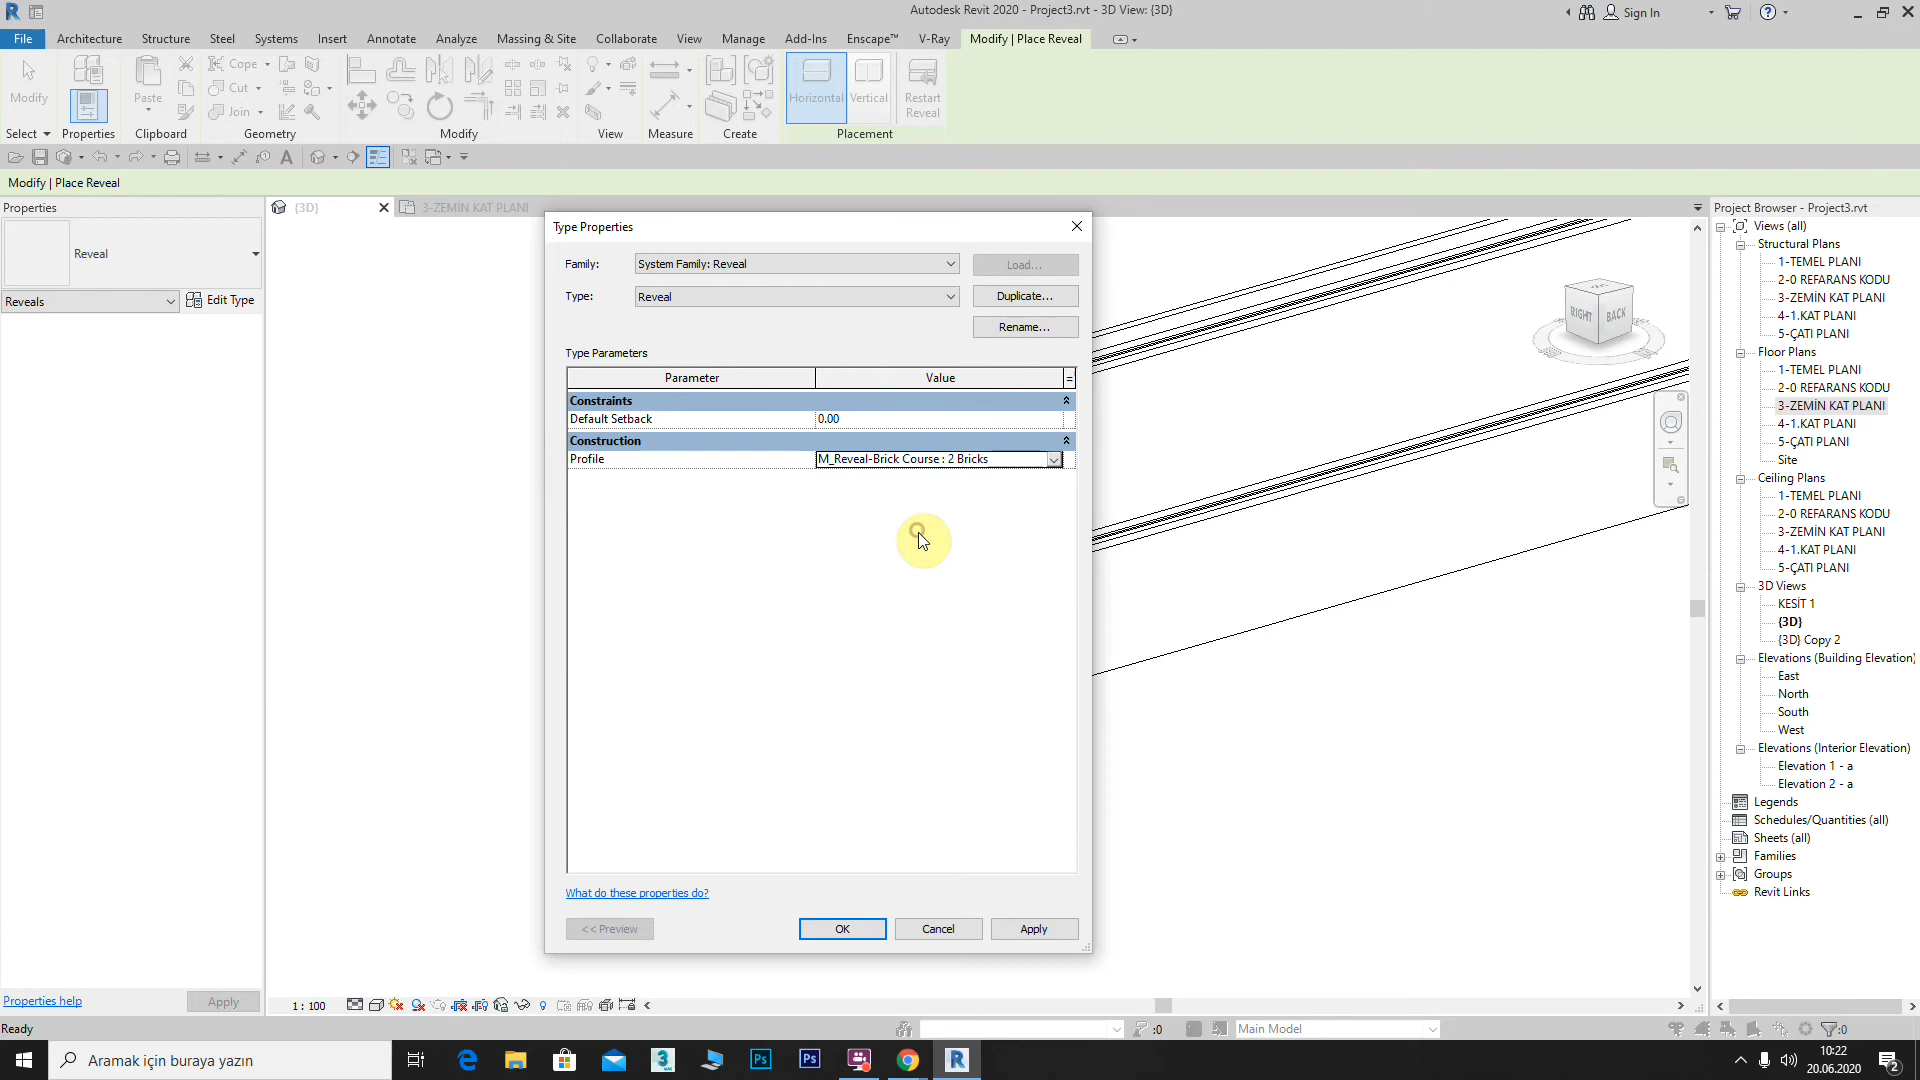 Autodesk Revit 2020 - Project3.rvt - 3D View: {3D}
Sign In
File Architecture Structure Steel Systems Insert Annotate Analyze Massing & Site Collaborate View Manage Add-Ins Enscape™ V-Ray Modify | Place Reveal
Modify Paste Cope Cut Join Horizontal Vertical Restart Reveal
Select Properties Clipboard Geometry Modify View Measure Create Placement
Modify | Place Reveal
Properties
Reveal
Reveals Edit Type
Properties help Apply
{3D} 3-ZEMİN KAT PLANI
Type Properties
Family: System Family: Reveal Load...
Type: Reveal Duplicate...
Rename...
Type Parameters
Parameter Value =
Constraints
Default Setback 0.00
Construction
Profile M_Reveal-Brick Course : 2 Bricks
What do these properties do?
<< Preview OK Cancel Apply
RIGHT BACK
Project Browser - Project3.rvt
Views (all)
Structural Plans
1-TEMEL PLANI
2-0 REFARANS KODU
3-ZEMİN KAT PLANI
4-1.KAT PLANI
5-ÇATI PLANI
Floor Plans
1-TEMEL PLANI
2-0 REFARANS KODU
3-ZEMİN KAT PLANI
4-1.KAT PLANI
5-ÇATI PLANI
Site
Ceiling Plans
1-TEMEL PLANI
2-0 REFARANS KODU
3-ZEMİN KAT PLANI
4-1.KAT PLANI
5-ÇATI PLANI
3D Views
KESİT 1
{3D}
{3D} Copy 2
Elevations (Building Elevation)
East
North
South
West
Elevations (Interior Elevation)
Elevation 1 - a
Elevation 2 - a
Legends
Schedules/Quantities (all)
Sheets (all)
Families
Groups
Revit Links
1 : 100
Ready :0 Main Model :0
Aramak için buraya yazın
10:22
20.06.2020
2